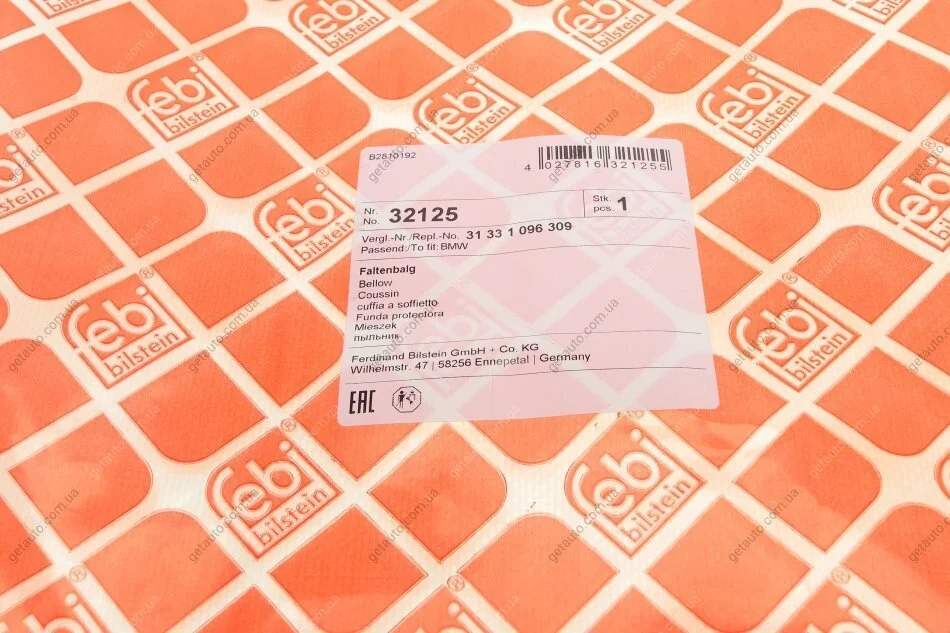 febi
bilstein
B2810192
4 027816 321255
Nr.
No. 32125
Stk.
pcs. 1
Vergl.-Nr./Repl.-No. 31 33 1 096 309
Passend:/To fit: BMW
Faltenbalg
Bellow
Coussin
cuffia a soffietto
Funda protectora
Mieszek
пыльник
Ferdinand Bilstein GmbH + Co. KG
Wilhelmstr. 47 | 58256 Ennepetal | Germany
EAC
getauto.com.ua